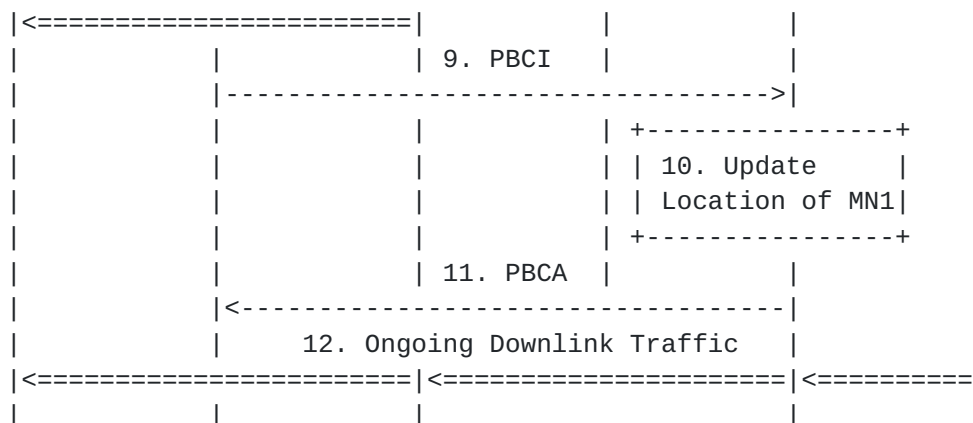 |<=========================|           |           |
|            |            | 9. PBCI   |           |
|            |----------------------------------->|
|            |            |           | +-----------------+
|            |            |           | | 10. Update     |
|            |            |           | | Location of MN1|
|            |            |           | +-----------------+
|            |            | 11. PBCA  |           |
|            |<------------------------------------|
|            |     12. Ongoing Downlink Traffic    |
|<=========================|<=======================|<==========
|            |            |                       |